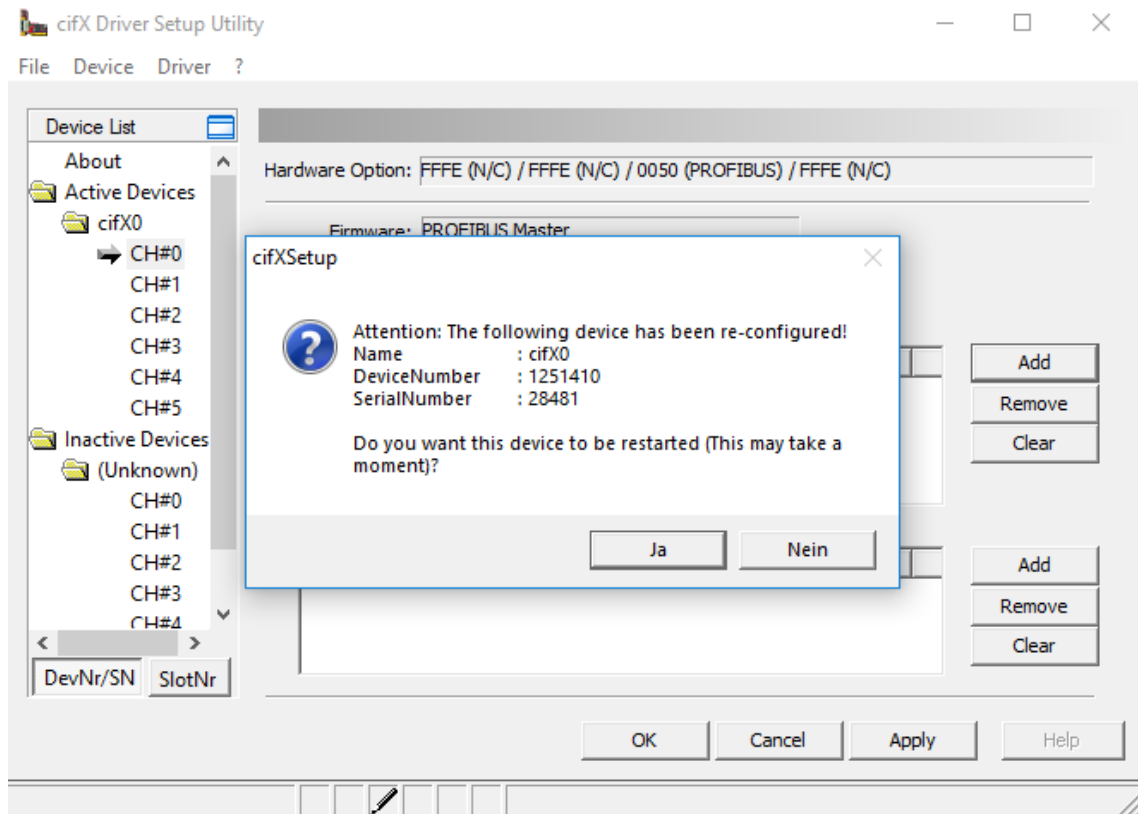 cifX Driver Setup Utility
File Device Driver ?
Device List
About
Active Devices
cifX0
CH#0
CH#1
CH#2
CH#3
CH#4
CH#5
Inactive Devices
(Unknown)
CH#0
CH#1
CH#2
CH#3
CH#4
DevNr/SN SlotNr
Hardware Option: FFFE (N/C) / FFFE (N/C) / 0050 (PROFIBUS) / FFFE (N/C)
Firmware: PROFIBUS Master
cifXSetup
Attention: The following device has been re-configured!
Name : cifX0
DeviceNumber : 1251410
SerialNumber : 28481
Do you want this device to be restarted (This may take a
moment)?
Ja Nein
Add
Remove
Clear
Add
Remove
Clear
OK Cancel Apply Help